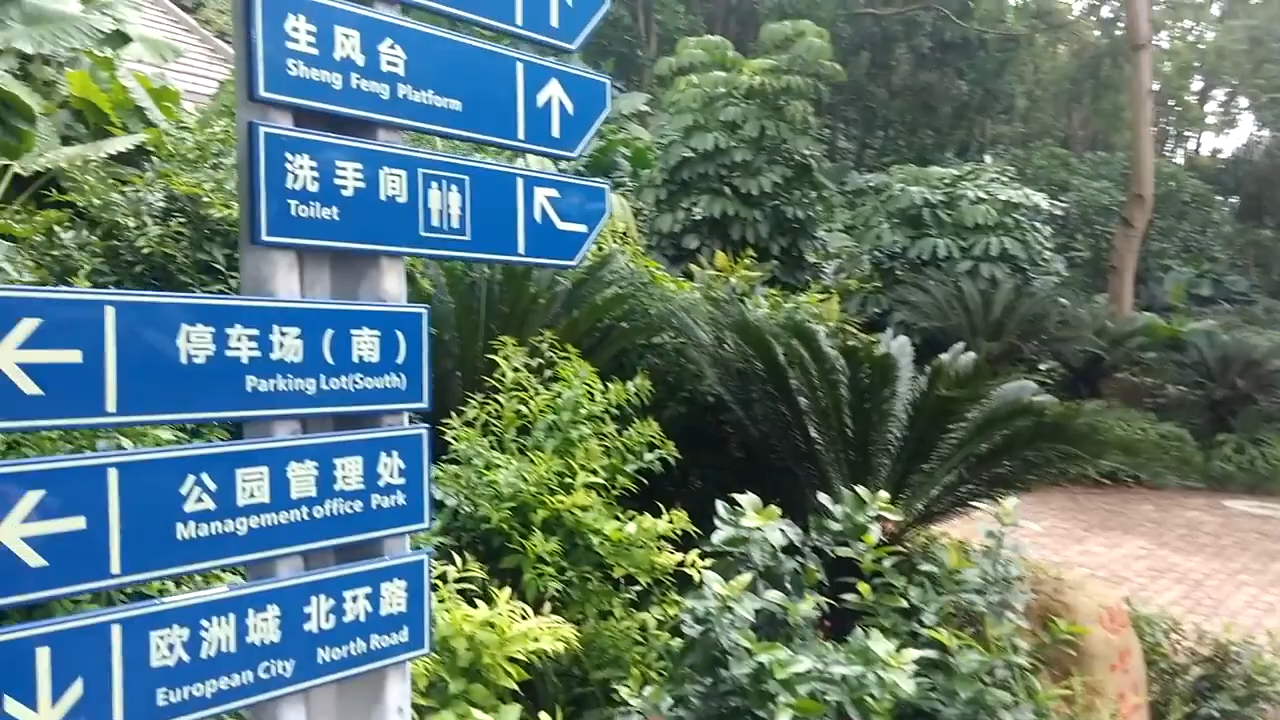 生风台
Sheng Feng Platform
洗手间
Toilet
停车场(南)
Parking Lot(South)
公园管理处
Management office Park
欧洲城 北环路
European City North Road